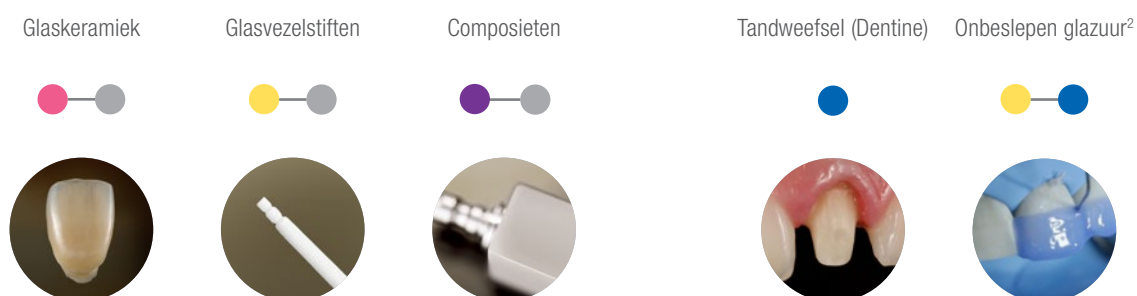 Glaskeramiek
Glasvezelstiften
Composieten
Tandweefsel (Dentine)
Onbeslepen glazuur²